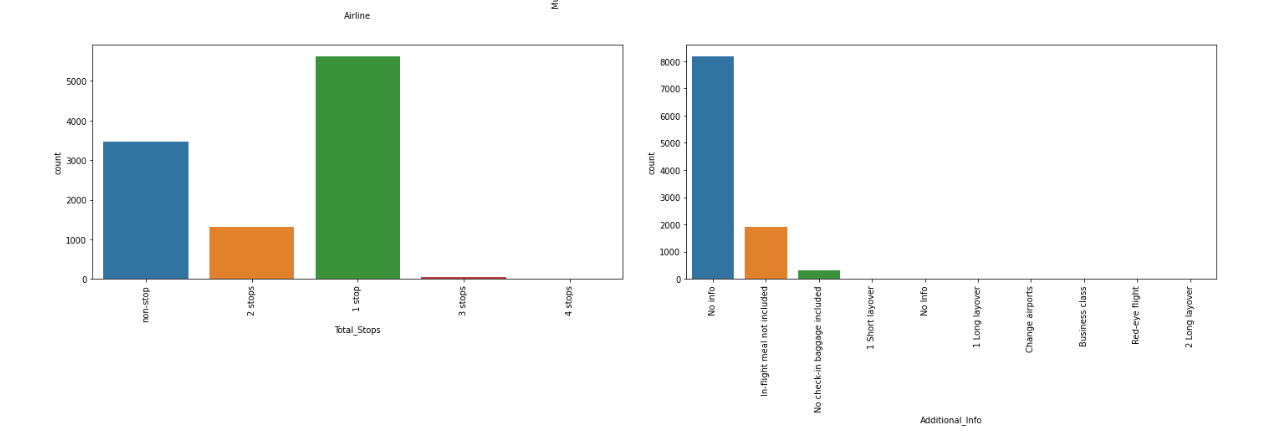 Airline
5000
4000
3000
2000
1000
0
count
non-stop
2 stops
1 stop
3 stops
4 stops
Total_Stops
8000
7000
6000
5000
4000
3000
2000
1000
0
count
No info
In-flight meal not included
No check-in baggage included
1 Short layover
No Info
1 Long layover
Change airports
Business class
Red-eye flight
2 Long layover
Additional_Info